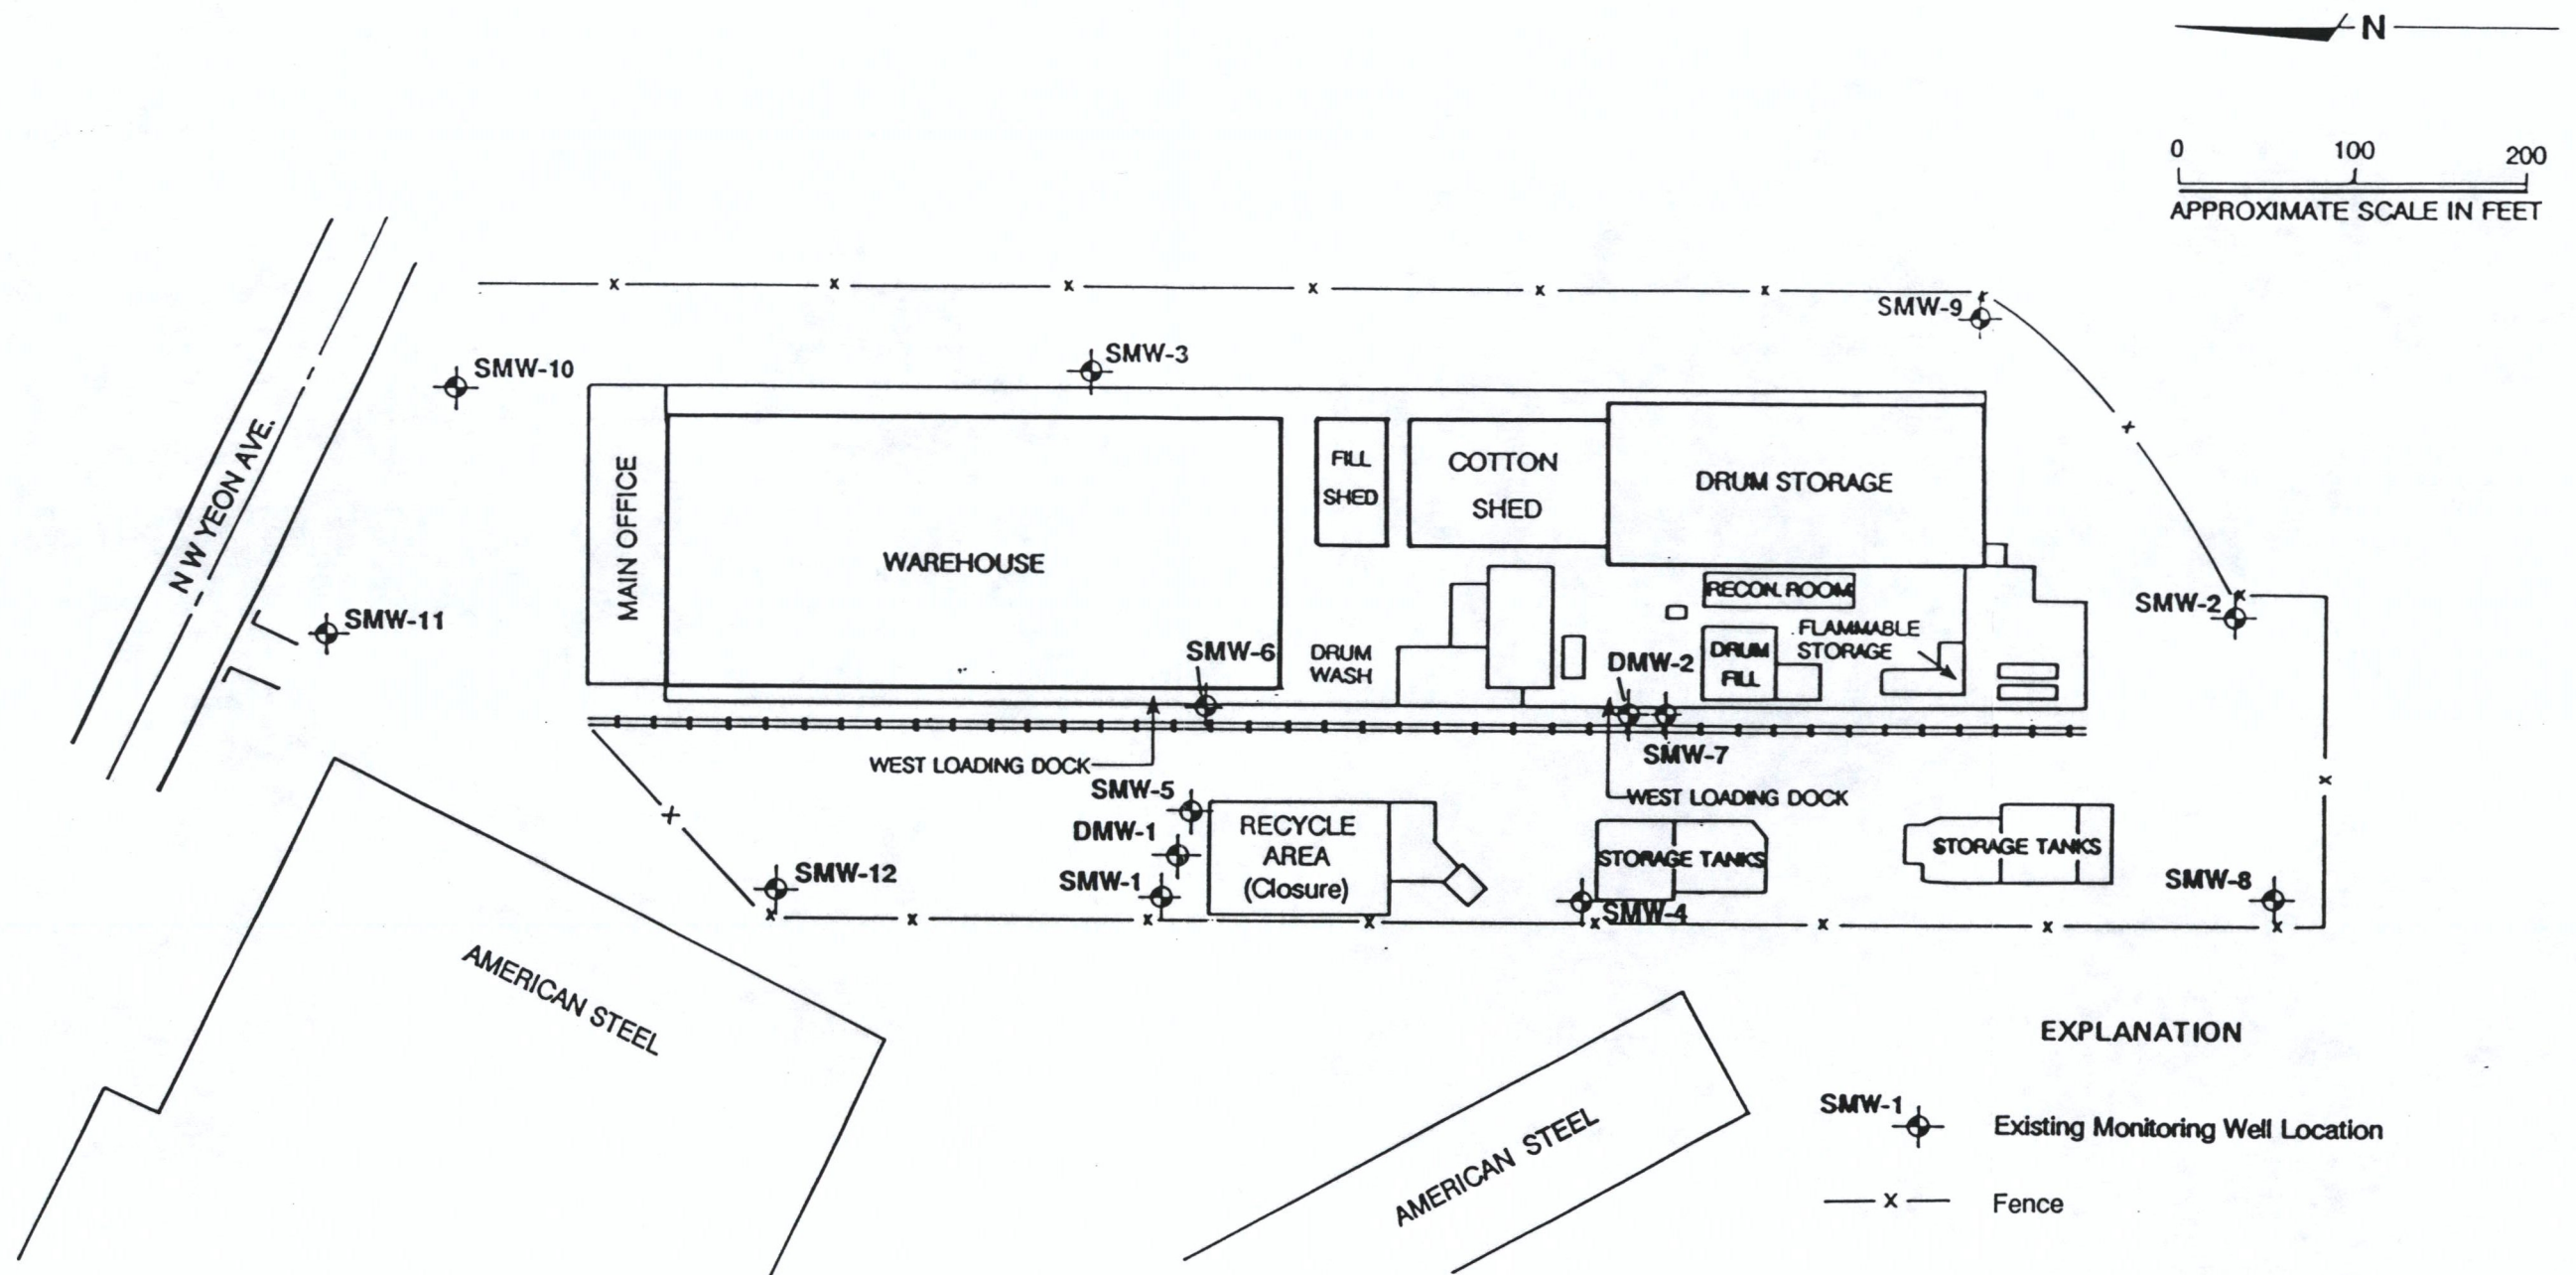 N
0 100 200
APPROXIMATE SCALE IN FEET
SMW-9
SMW-3
SMW-10
N W YEON AVE.
MAIN OFFICE
WAREHOUSE
FILL
SHED
COTTON
SHED
DRUM STORAGE
RECON. ROOM
SMW-2
SMW-11
FLAMMABLE
STORAGE
SMW-6
DRUM
WASH
DMW-2
DRUM
FILL
SMW-7
WEST LOADING DOCK
WEST LOADING DOCK
SMW-5
DMW-1
SMW-1
RECYCLE
AREA
(Closure)
STORAGE TANKS
STORAGE TANKS
SMW-12
SMW-4
SMW-8
AMERICAN STEEL
AMERICAN STEEL
EXPLANATION
SMW-1
Existing Monitoring Well Location
x Fence